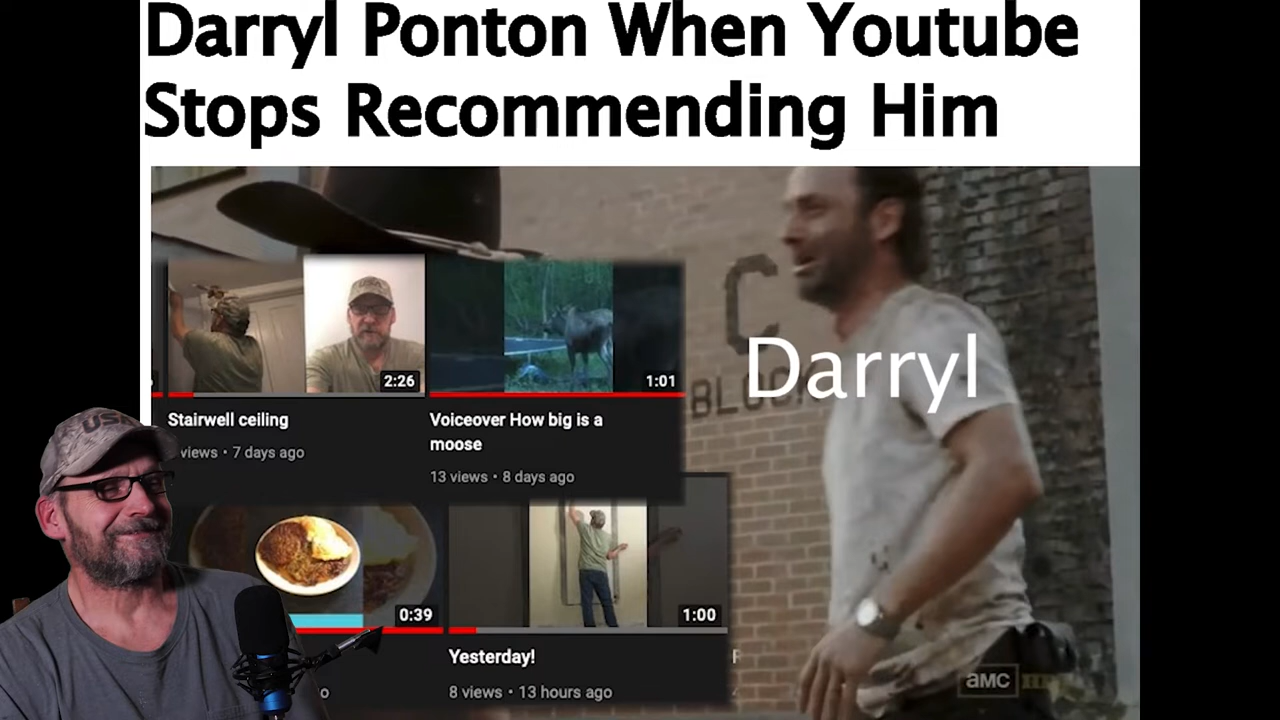 Darryl Ponton When Youtube
Stops Recommending Him
Darryl
C
BLOCK
2:26
1:01
Stairwell ceiling
views • 7 days ago
Voiceover How big is a
moose
13 views • 8 days ago
US
0:39
1:00
Yesterday!
8 views • 13 hours ago
o
amc